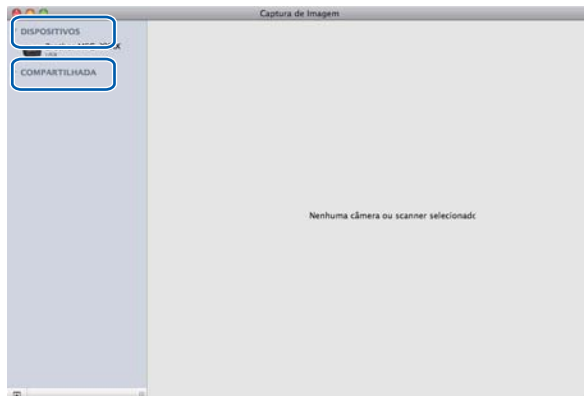 Captura de Imagem
DISPOSITIVOS
COMPARTILHADA
Nenhuma câmera ou scanner selecionado